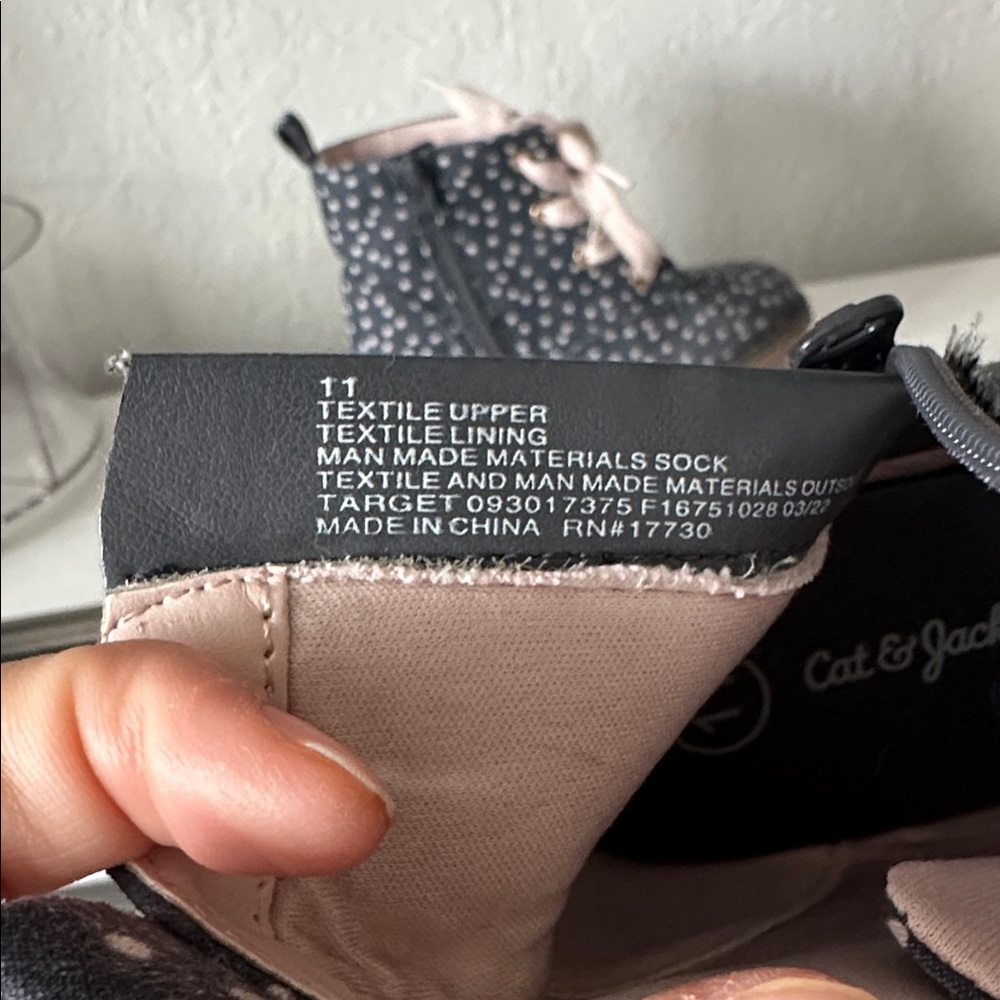 11
TEXTILE UPPER
TEXTILE LINING
MAN MADE MATERIALS SOCK
TEXTILE AND MAN MADE MATERIALS
TARGET 093017375 F16751028 03/22
MADE IN CHINA RN#17730
Cat & Jack